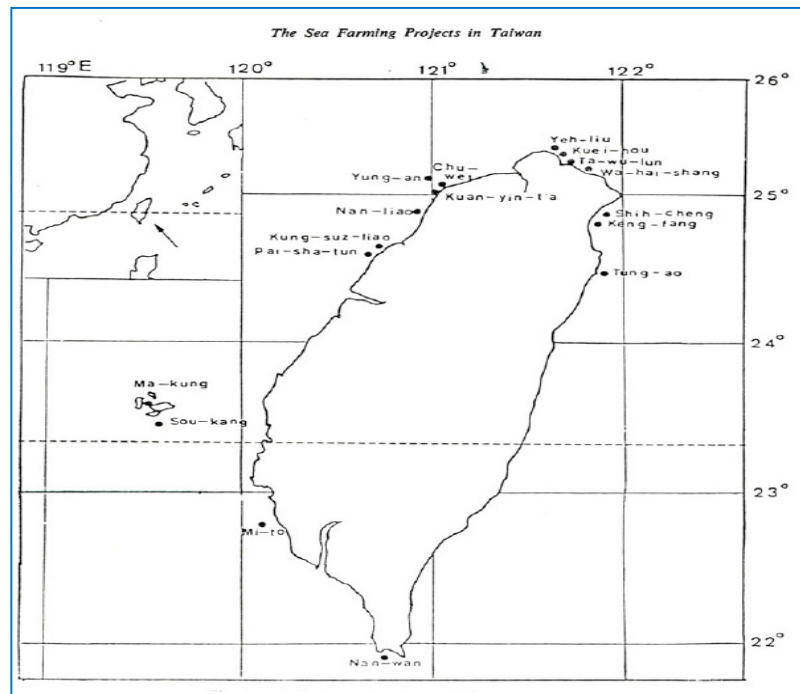 The Sea Farming Projects in Taiwan
119°E 120° 121° 122°
26°
Yeh-liu
Kuei-hou
Ta-wu-lun
Wa-hai-shang
Chu-wei
Yung-an
25°
Kuan-yin-ta
Nan-liao
Shih-cheng
Keng-fang
Kung-suz-liao
Pai-sha-tun
Tung-ao
24°
Ma-kung
Sou-kang
23°
Mi-to
22°
Nan-wan